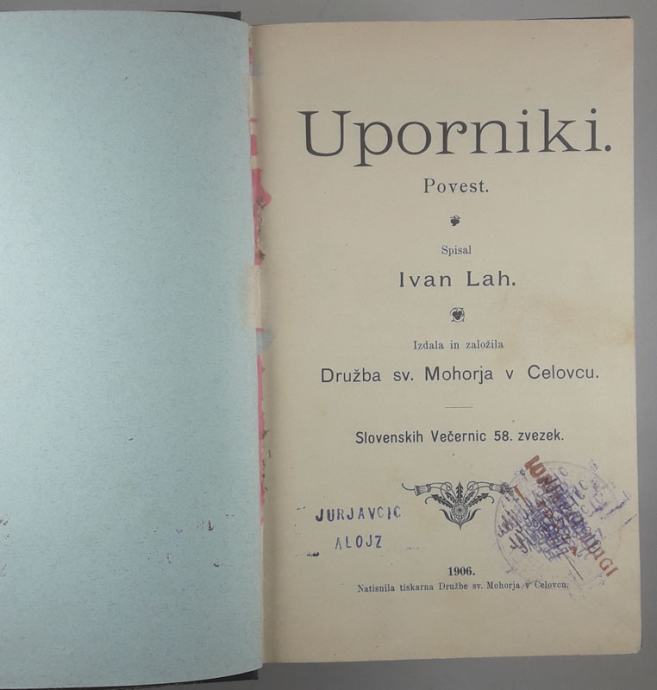 Uporniki.
Povest.
Spisal
Ivan Lah.
Izdala in založila
Družba sv. Mohorja v Celovcu.
Slovenskih Večernic 58. zvezek.
JURJAVCIC
ALOJZ
1906.
Natisnila tiskarna Družbe sv. Mohorja v Celovcu.